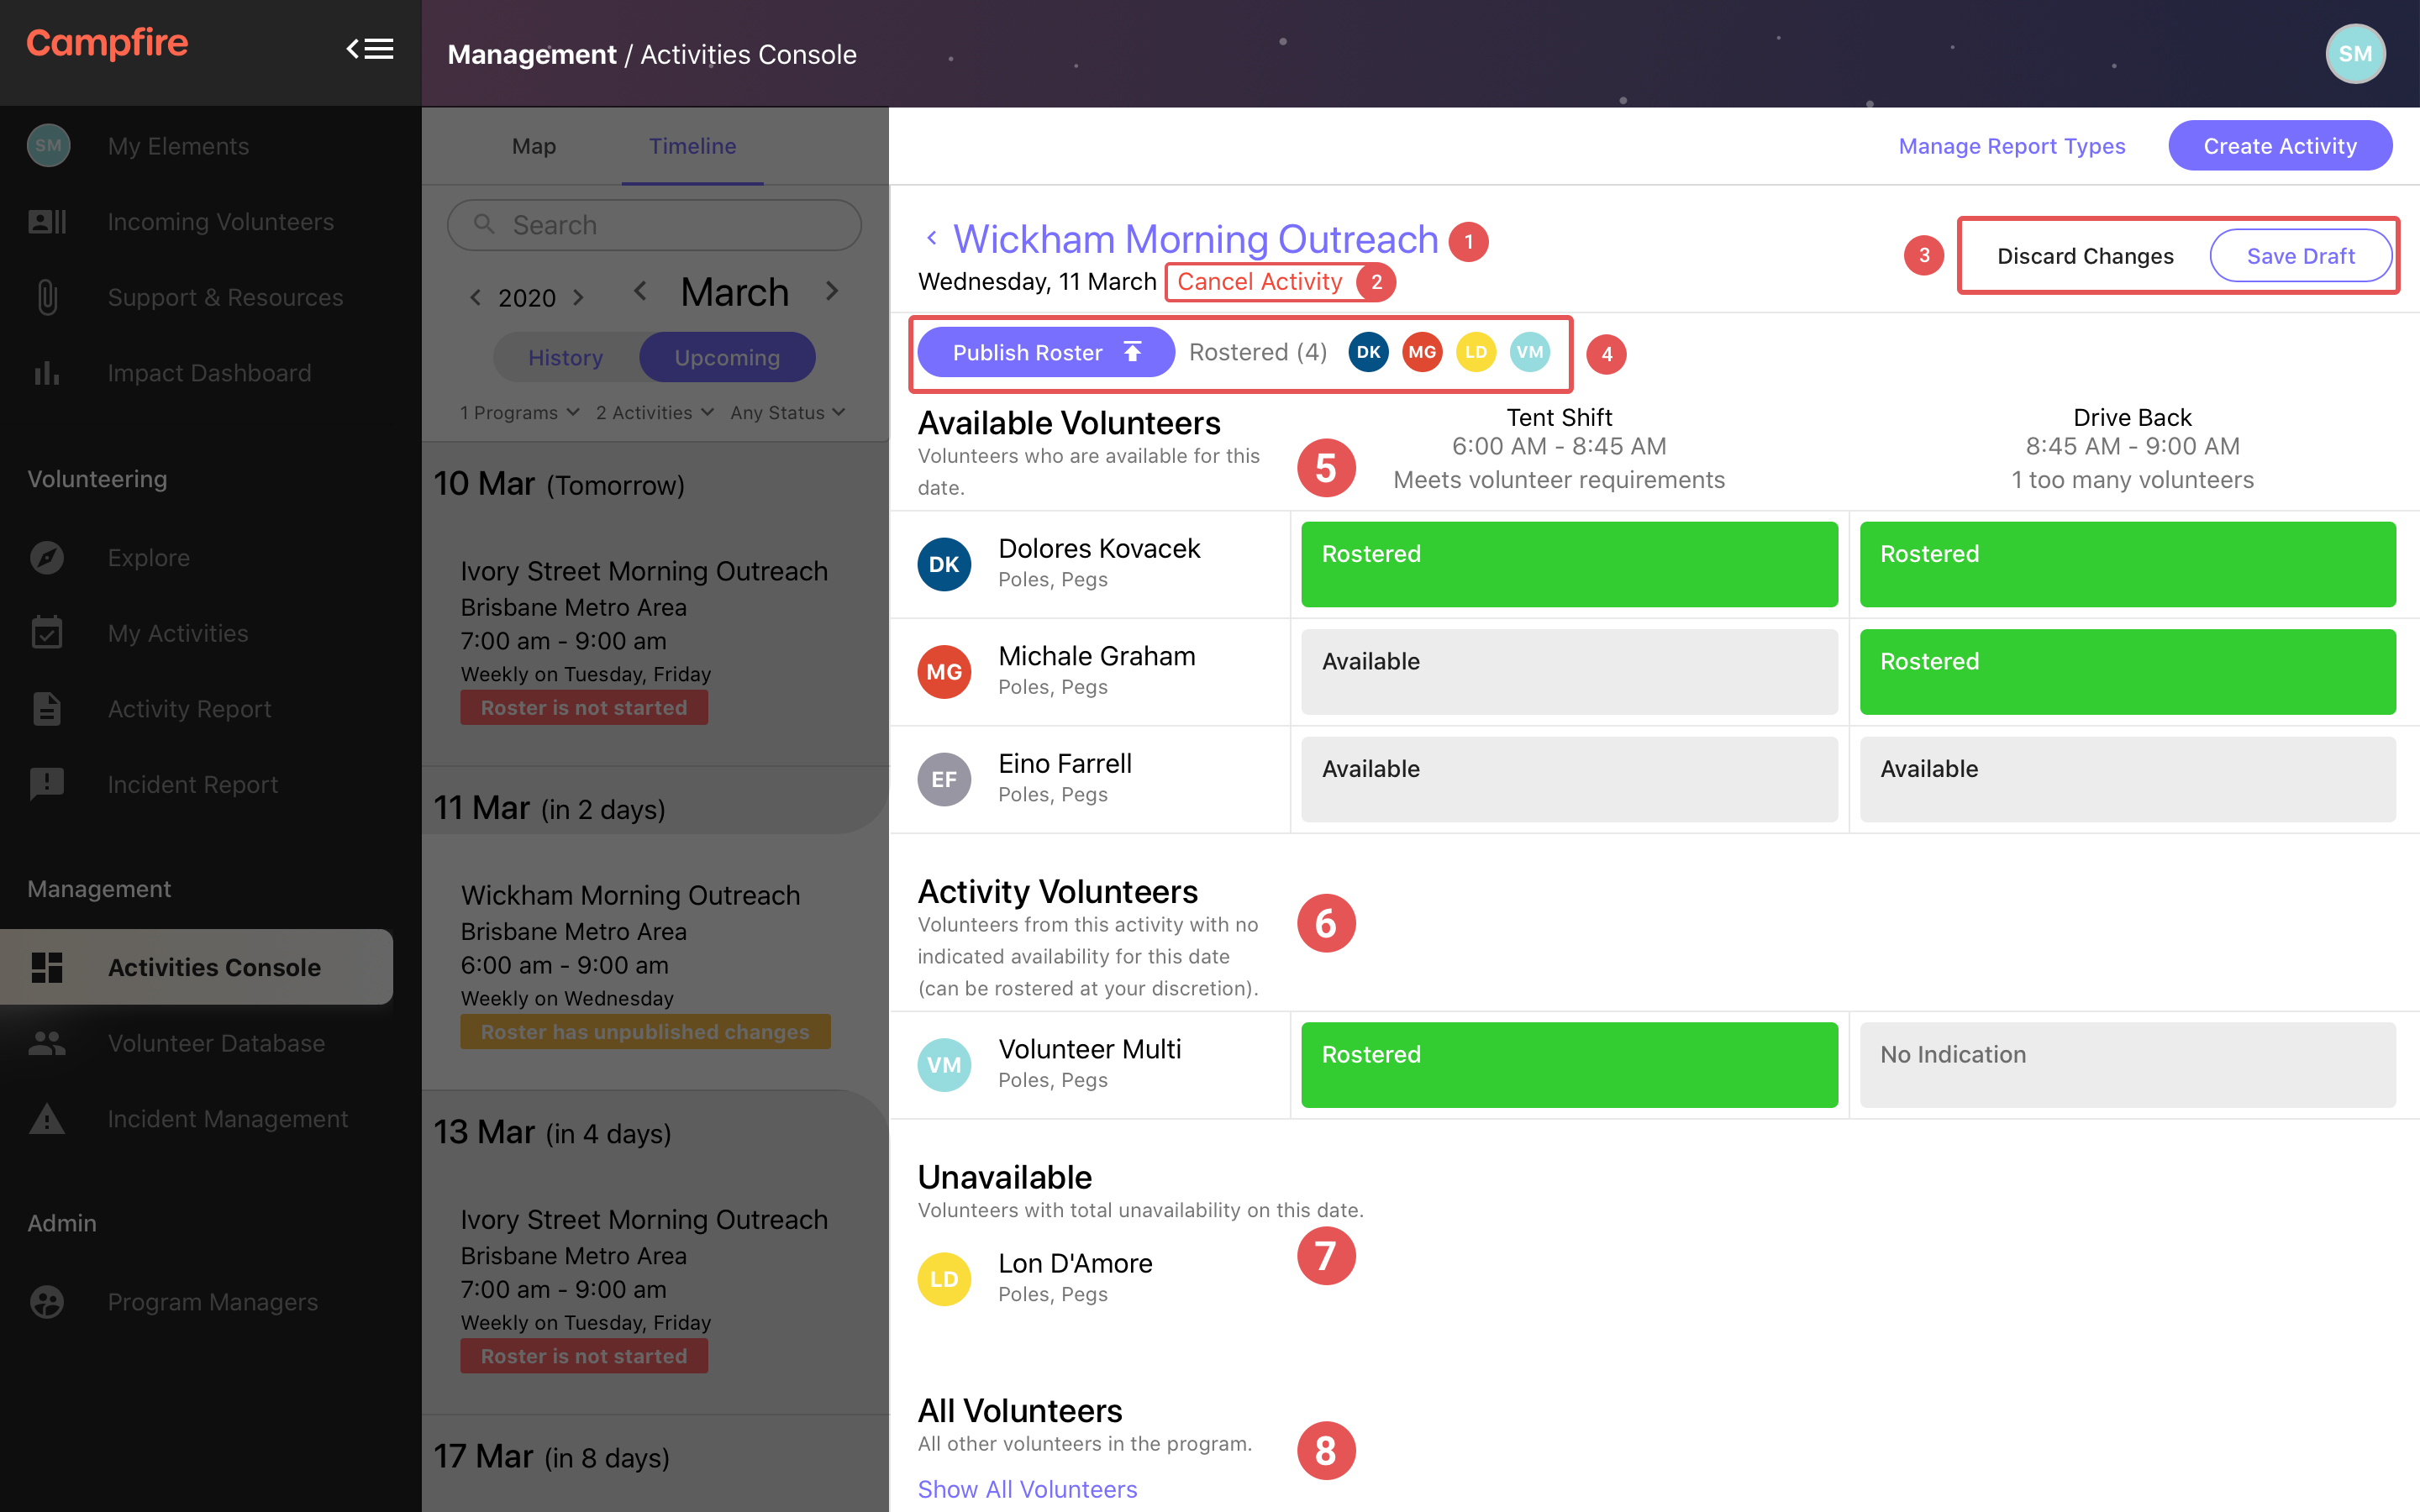 Campfire
Management / Activities Console
SM
SM
My Elements
Incoming Volunteers
Support & Resources
Impact Dashboard
Volunteering
Explore
My Activities
Activity Report
Incident Report
Management
Activities Console
Volunteer Database
Incident Management
Admin
Program Managers
Map
Timeline
Search
2020
March
History
Upcoming
1 Programs
2 Activities
Any Status
10 Mar (Tomorrow)
Ivory Street Morning Outreach
Brisbane Metro Area
7:00 am - 9:00 am
Weekly on Tuesday, Friday
Roster is not started
11 Mar (in 2 days)
Wickham Morning Outreach
Brisbane Metro Area
6:00 am - 9:00 am
Weekly on Wednesday
Roster has unpublished changes
13 Mar (in 4 days)
Ivory Street Morning Outreach
Brisbane Metro Area
7:00 am - 9:00 am
Weekly on Tuesday, Friday
Roster is not started
17 Mar (in 8 days)
Manage Report Types
Create Activity
Wickham Morning Outreach 1
Wednesday, 11 March Cancel Activity 2
3 Discard Changes Save Draft
Publish Roster Rostered (4) DK MG LD VM 4
Available Volunteers
Volunteers who are available for this
date.
5
Tent Shift
6:00 AM - 8:45 AM
Meets volunteer requirements
Drive Back
8:45 AM - 9:00 AM
1 too many volunteers
DK
Dolores Kovacek
Poles, Pegs
Rostered
Rostered
MG
Michale Graham
Poles, Pegs
Available
Rostered
EF
Eino Farrell
Poles, Pegs
Available
Available
Activity Volunteers
Volunteers from this activity with no
indicated availability for this date
(can be rostered at your discretion).
6
VM
Volunteer Multi
Poles, Pegs
Rostered
No Indication
Unavailable
Volunteers with total unavailability on this date.
7
LD
Lon D'Amore
Poles, Pegs
All Volunteers
All other volunteers in the program.
8
Show All Volunteers